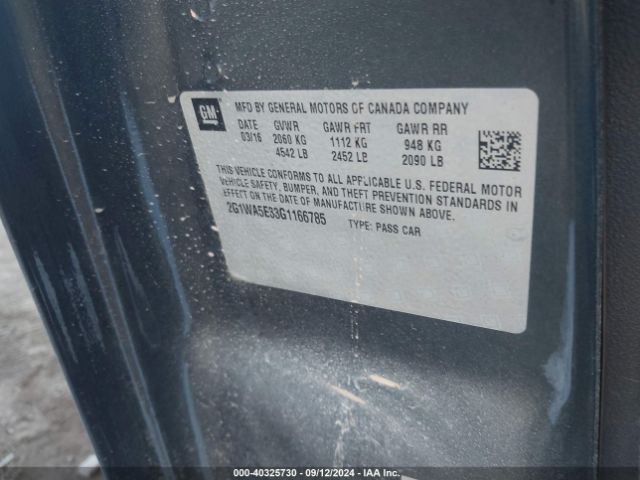 GM
MFD BY GENERAL MOTORS OF CANADA COMPANY
DATE GVWR GAWR FRT GAWR RR
03/16 2060 KG 1112 KG 948 KG
4542 LB 2452 LB 2090 LB
THIS VEHICLE CONFORMS TO ALL APPLICABLE U.S. FEDERAL MOTOR
VEHICLE SAFETY, BUMPER, AND THEFT PREVENTION STANDARDS
IN EFFECT ON THE DATE OF MANUFACTURE SHOWN ABOVE.
2G1WA5E33G1166785
TYPE: PASS CAR
000-40325730 - 09/12/2024 - IAA Inc.